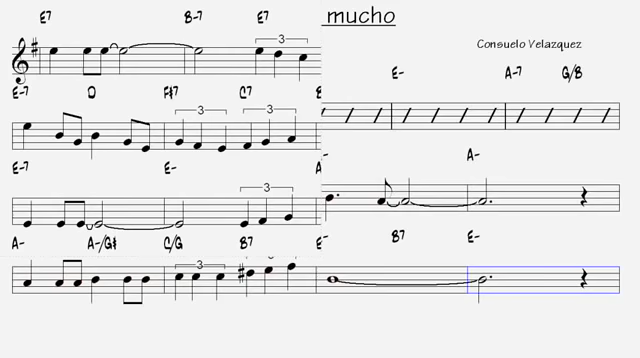 mucho
E7 B-7 E7
Consuelo Velazquez
3
E- A-7 G/B
E-7 D F#7 C7
3 3
E-7 E- A- A-
3
A- A-/G# C/G B7 E- B7 E-
3